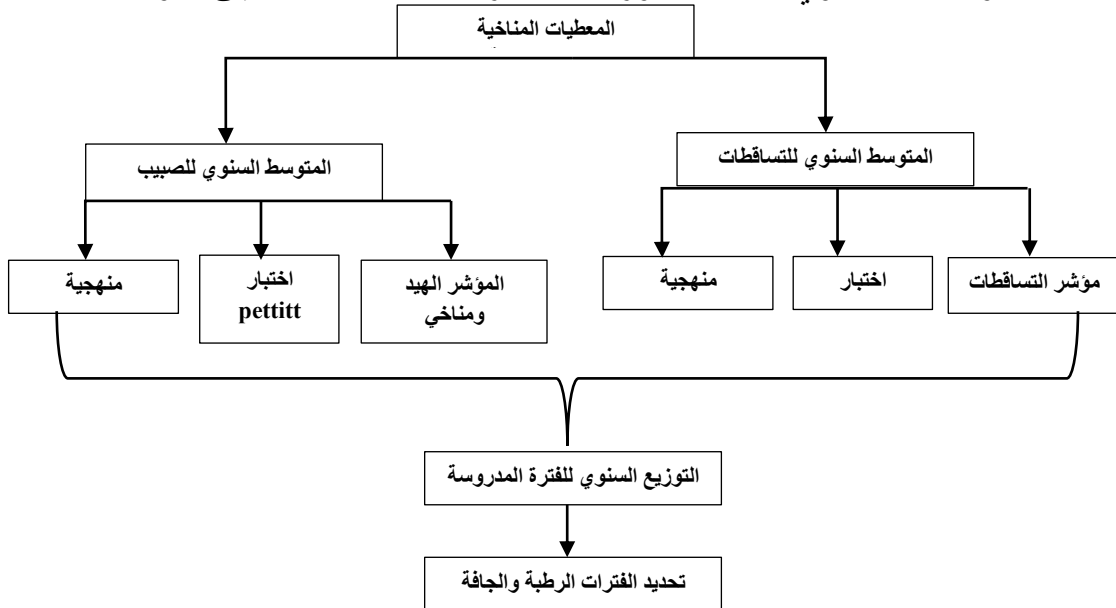 المعطيات المناخية
المتوسط السنوي للتساقطات
المتوسط السنوي للصبيب
مؤشر التساقطات
اختبار
منهجية
المؤشر الهيد
ومناخي
اختبار
pettitt
منهجية
التوزيع السنوي للفترة المدروسة
تحديد الفترات الرطبة والجافة